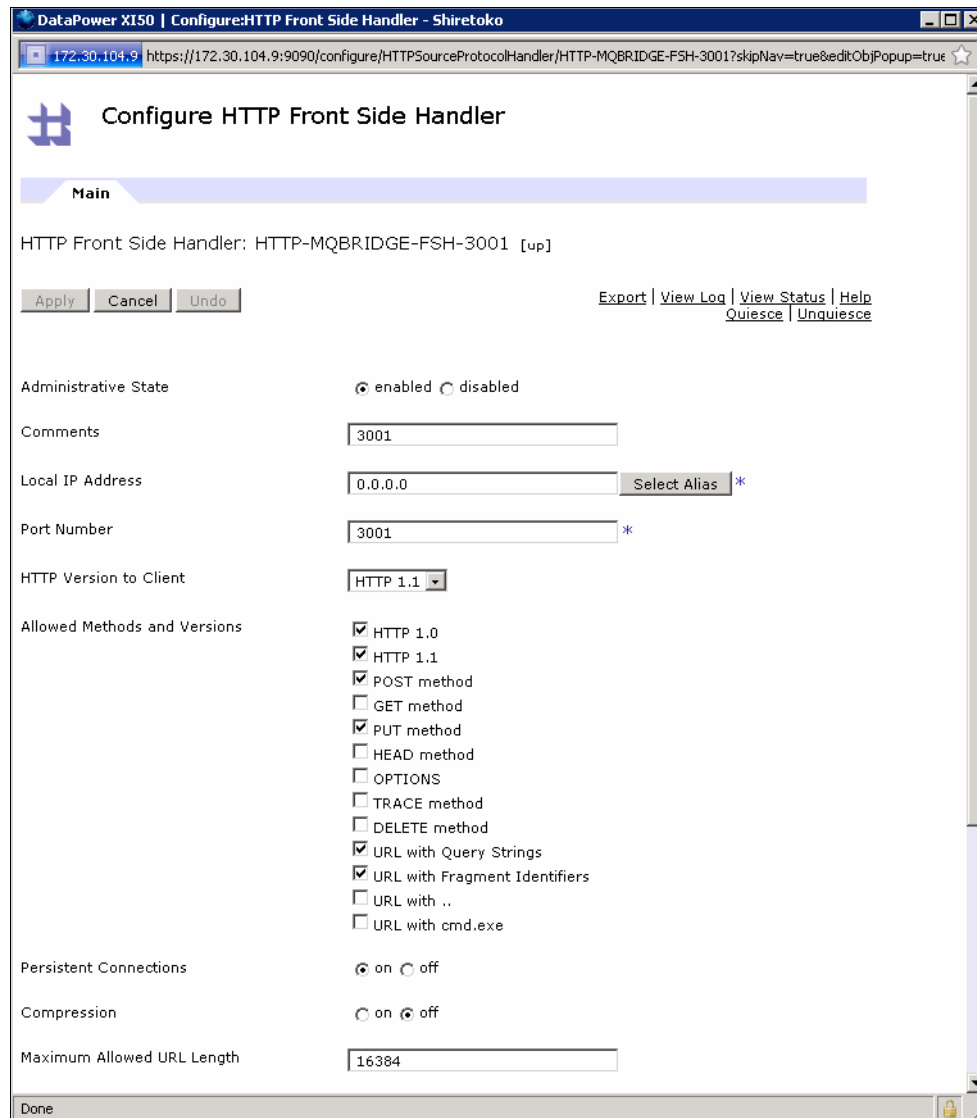 DataPower XI50 | Configure:HTTP Front Side Handler - Shiretoko
172.30.104.9 https://172.30.104.9:9090/configure/HTTPSourceProtocolHandler/HTTP-MQBRIDGE-FSH-3001?skipNav=true&editObjPopup=true
Configure HTTP Front Side Handler
Main
HTTP Front Side Handler: HTTP-MQBRIDGE-FSH-3001 [up]
Apply Cancel Undo
Export | View Log | View Status | Help
Quiesce | Unquiesce
Administrative State enabled disabled
Comments 3001
Local IP Address 0.0.0.0 Select Alias *
Port Number 3001 *
HTTP Version to Client HTTP 1.1
Allowed Methods and Versions
HTTP 1.0
HTTP 1.1
POST method
GET method
PUT method
HEAD method
OPTIONS
TRACE method
DELETE method
URL with Query Strings
URL with Fragment Identifiers
URL with ..
URL with cmd.exe
Persistent Connections on off
Compression on off
Maximum Allowed URL Length 16384
Done